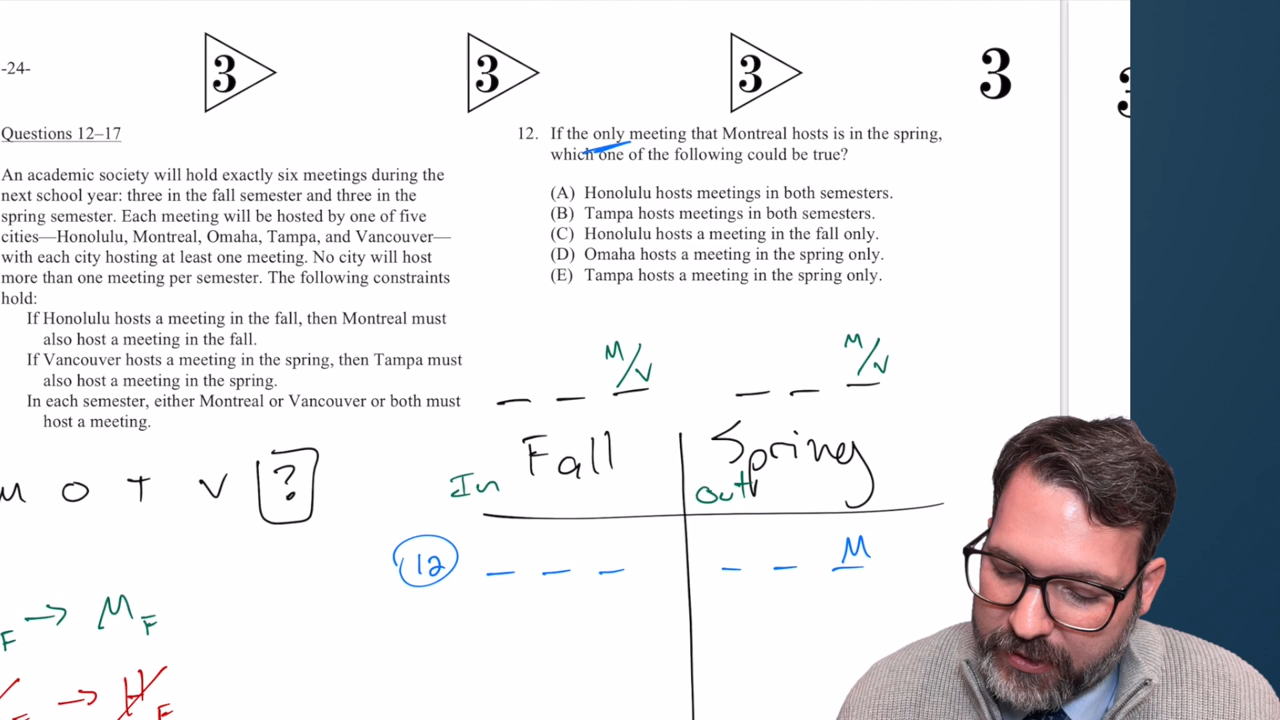 -24-
3
3
3
3
Questions 12–17
An academic society will hold exactly six meetings during the
next school year: three in the fall semester and three in the
spring semester. Each meeting will be hosted by one of five
cities—Honolulu, Montreal, Omaha, Tampa, and Vancouver—
with each city hosting at least one meeting. No city will host
more than one meeting per semester. The following constraints
hold:
If Honolulu hosts a meeting in the fall, then Montreal must
also host a meeting in the fall.
If Vancouver hosts a meeting in the spring, then Tampa must
also host a meeting in the spring.
In each semester, either Montreal or Vancouver or both must
host a meeting.
12. If the only meeting that Montreal hosts is in the spring,
which one of the following could be true?
(A) Honolulu hosts meetings in both semesters.
(B) Tampa hosts meetings in both semesters.
(C) Honolulu hosts a meeting in the fall only.
(D) Omaha hosts a meeting in the spring only.
(E) Tampa hosts a meeting in the spring only.
M/V M/V
Fall Spring
In Out
M O T V ?
12 M
F → M F
F → H F